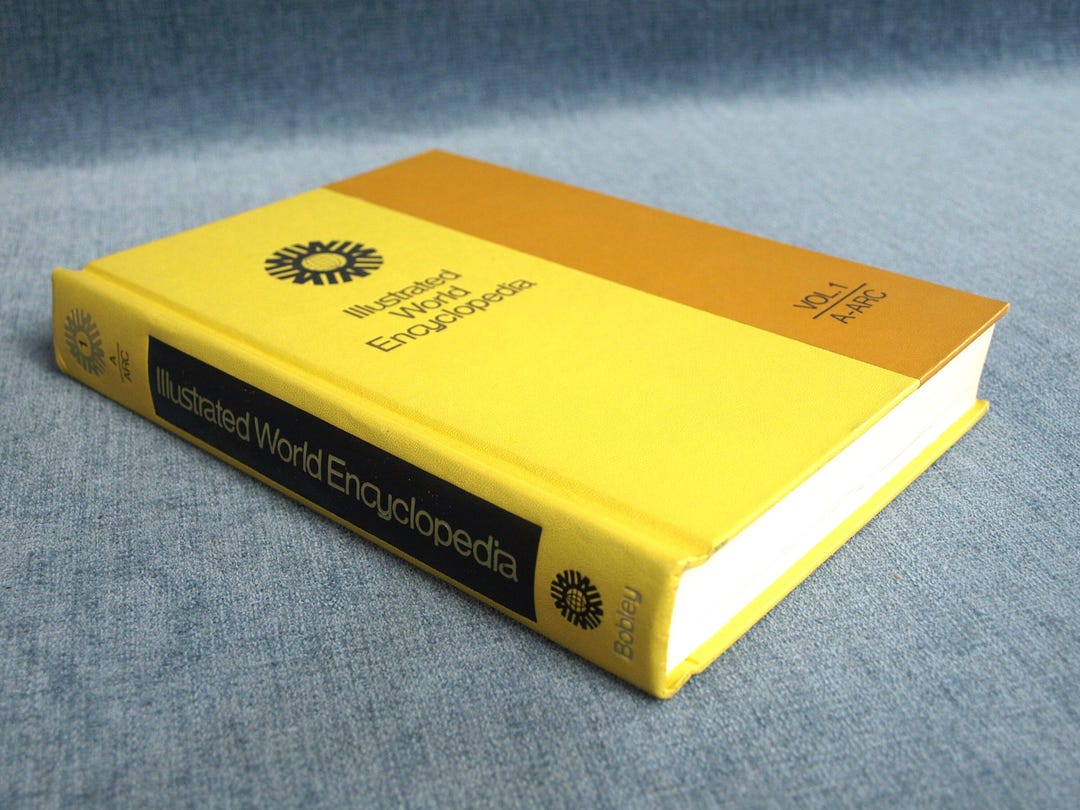 Illustrated
World
Encyclopedia
VOL.1
A-ARC
1
A
ARC
Illustrated World Encyclopedia
Bobley